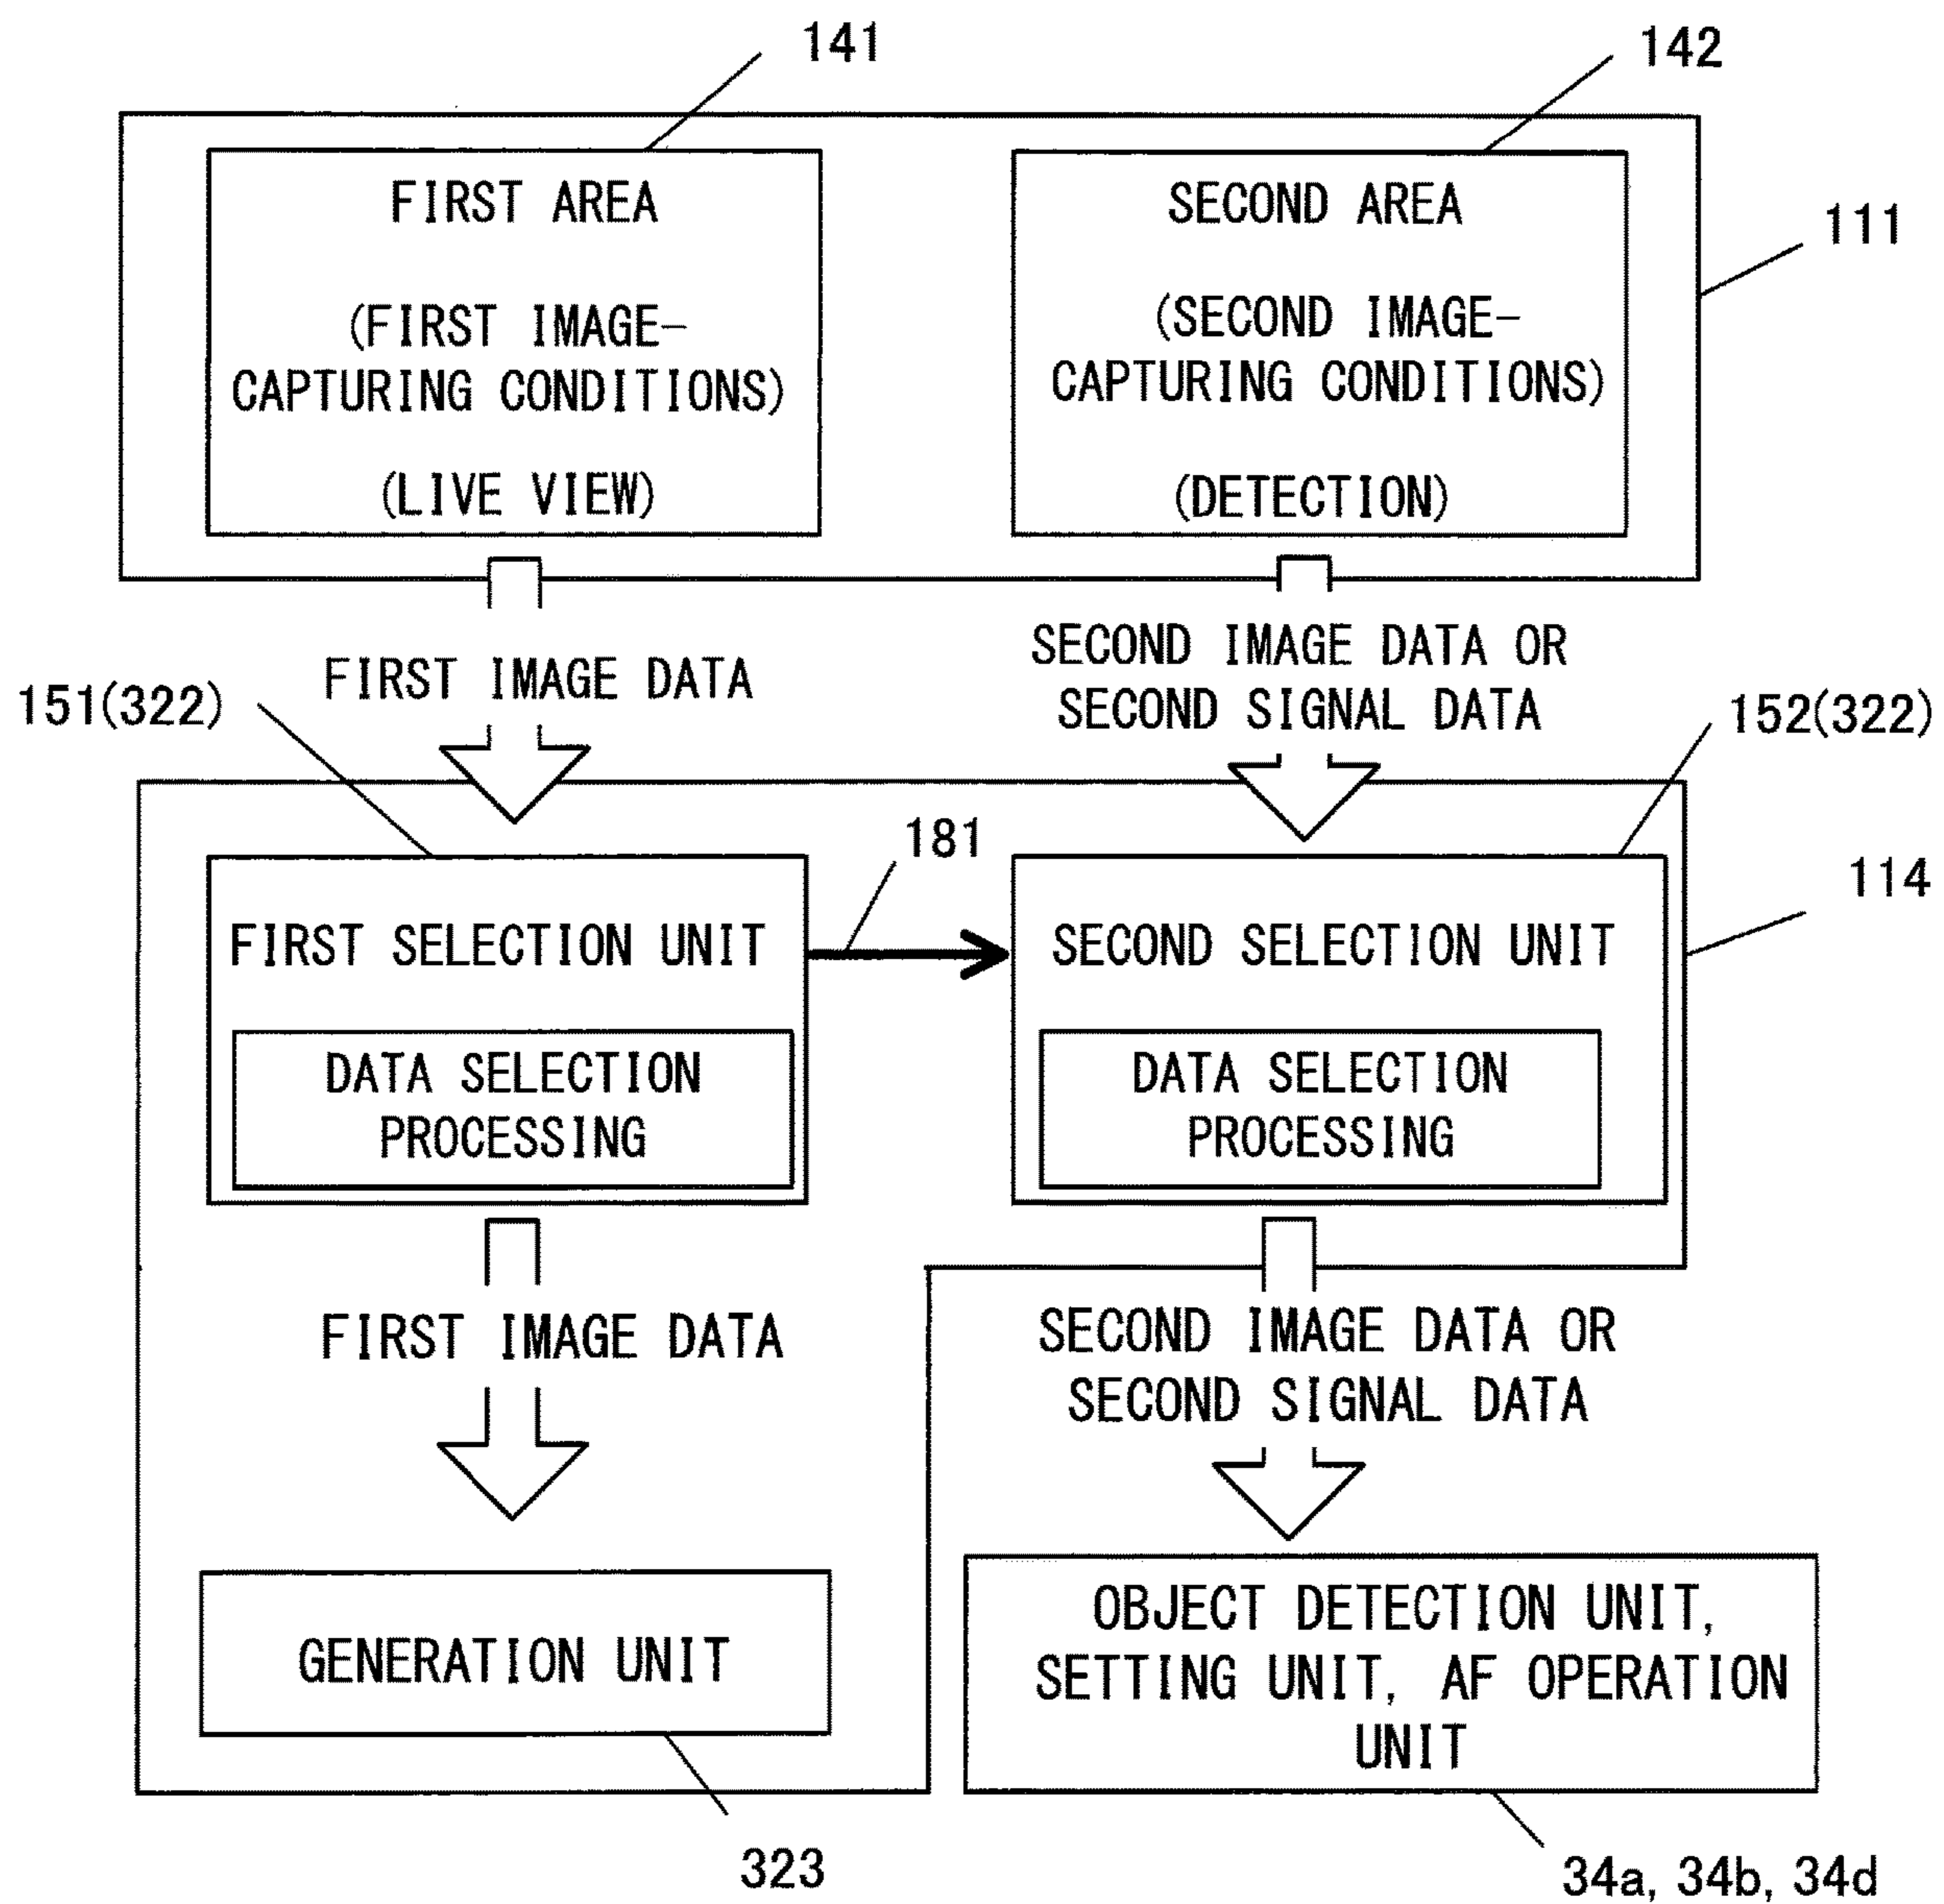 141
142
FIRST AREA
(FIRST IMAGE-
CAPTURING CONDITIONS)
(LIVE VIEW)
SECOND AREA
(SECOND IMAGE-
CAPTURING CONDITIONS)
(DETECTION)
111
FIRST IMAGE DATA
SECOND IMAGE DATA OR
SECOND SIGNAL DATA
151(322)
152(322)
181
114
FIRST SELECTION UNIT
DATA SELECTION
PROCESSING
SECOND SELECTION UNIT
DATA SELECTION
PROCESSING
FIRST IMAGE DATA
SECOND IMAGE DATA OR
SECOND SIGNAL DATA
GENERATION UNIT
OBJECT DETECTION UNIT,
SETTING UNIT, AF OPERATION
UNIT
323
34a, 34b, 34d